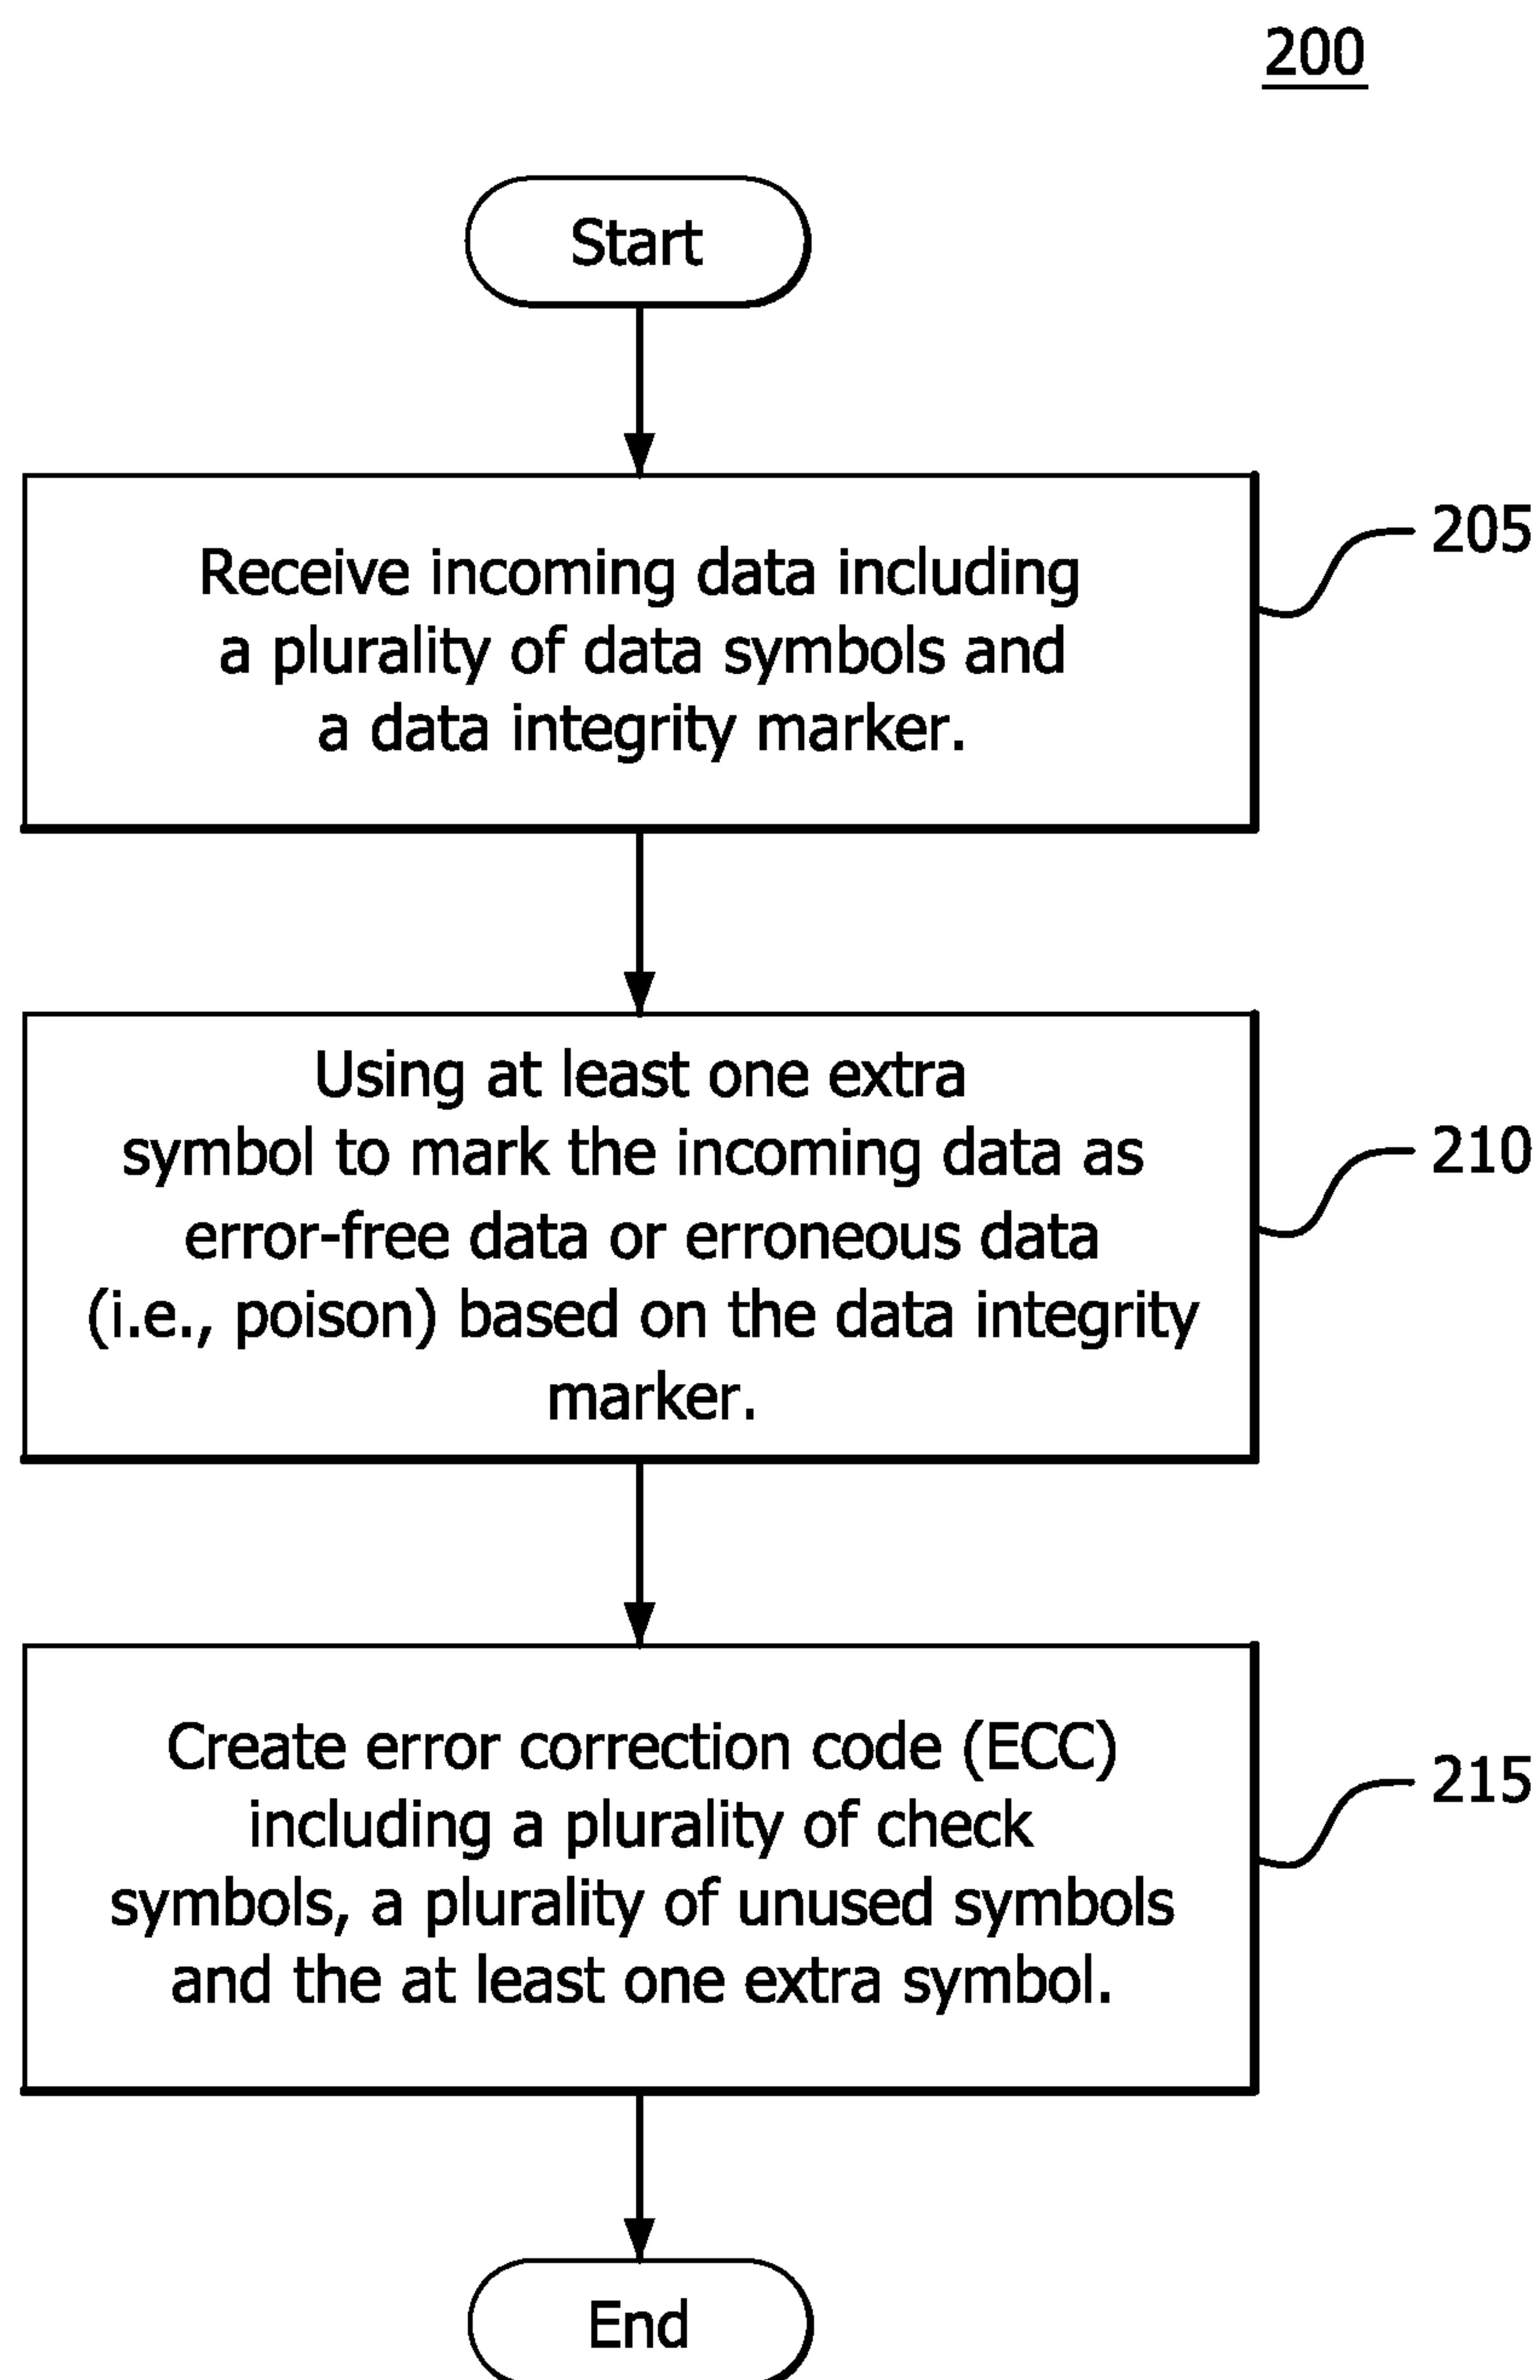 200
Start
Receive incoming data including
a plurality of data symbols and
a data integrity marker.
205
Using at least one extra
symbol to mark the incoming data as
error-free data or erroneous data
(i.e., poison) based on the data integrity
marker.
210
Create error correction code (ECC)
including a plurality of check
symbols, a plurality of unused symbols
and the at least one extra symbol.
215
End